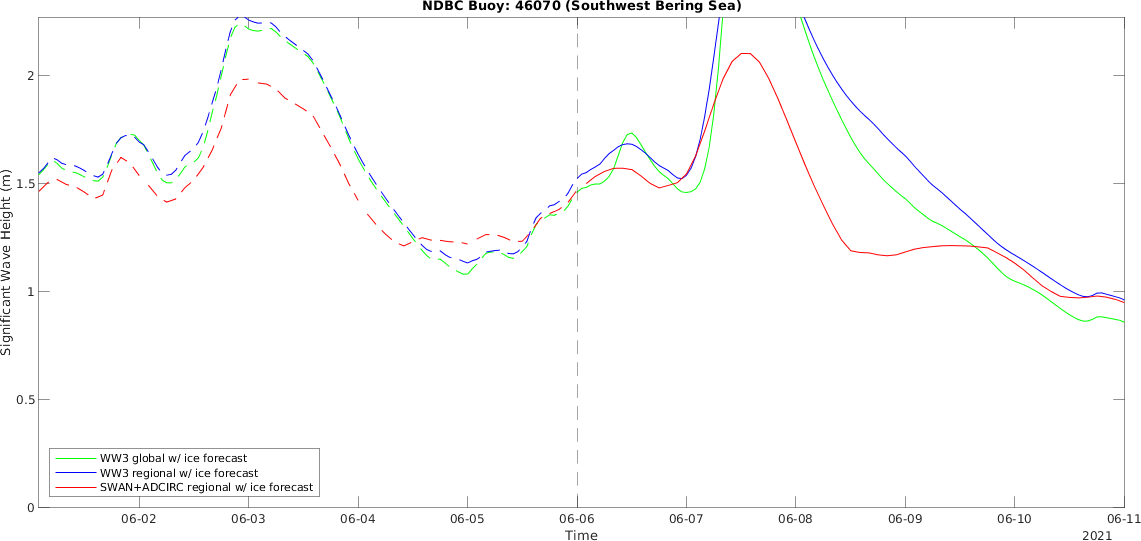 NDBC Buoy: 46070 (Southwest Bering Sea)
Significant Wave Height (m)
2
1.5
1
0.5
0
WW3 global w/ ice forecast
WW3 regional w/ ice forecast
SWAN+ADCIRC regional w/ ice forecast
06-02 06-03 06-04 06-05 06-06 06-07 06-08 06-09 06-10 06-11
Time
2021